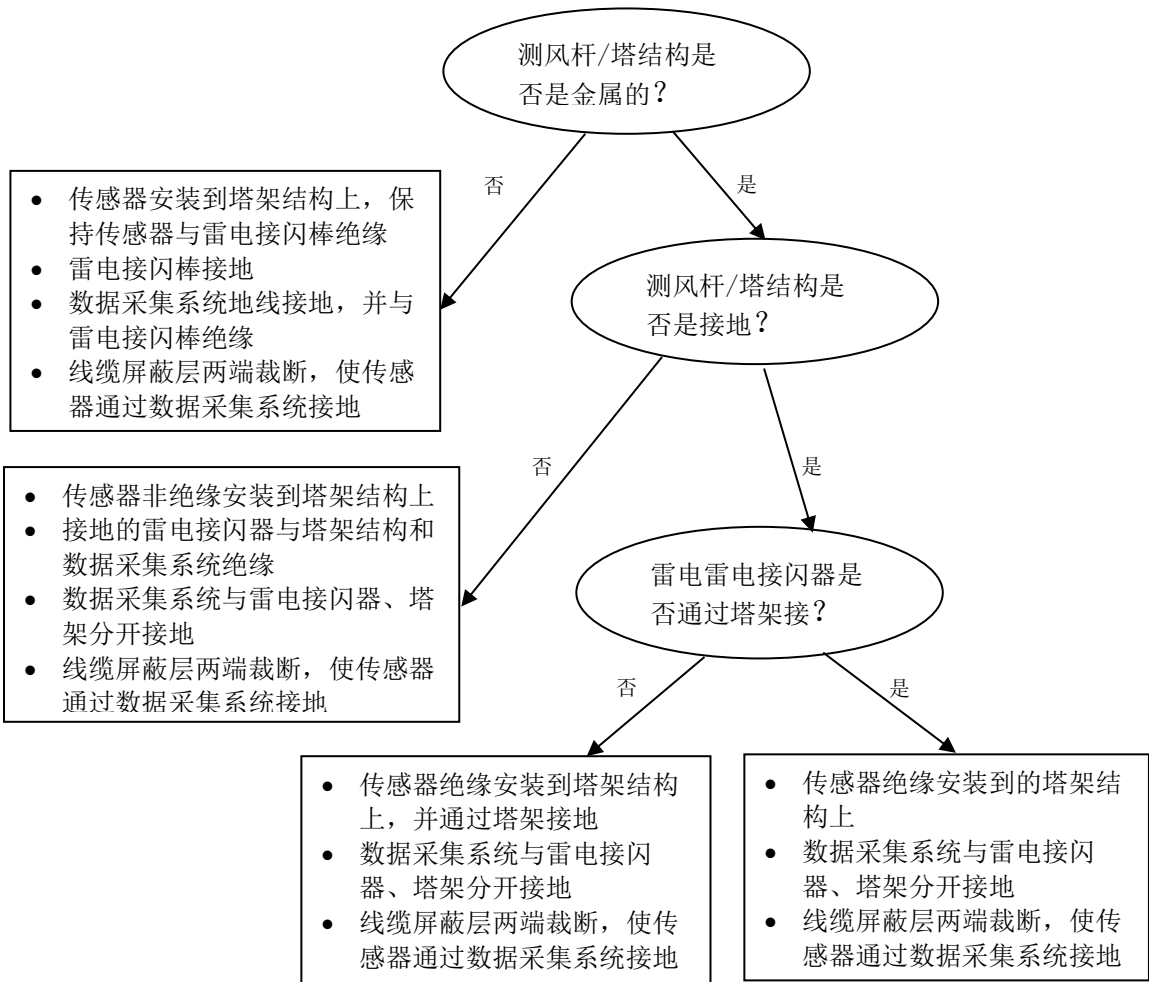 测风杆/塔结构是
否是金属的？
否
是
• 传感器安装到塔架结构上，保
持传感器与雷电接闪棒绝缘
• 雷电接闪棒接地
• 数据采集系统地线接地，并与
雷电接闪棒绝缘
• 线缆屏蔽层两端裁断，使传感
器通过数据采集系统接地
测风杆/塔结构是
否是接地？
否
是
• 传感器非绝缘安装到塔架结构上
• 接地的雷电接闪器与塔架结构和
数据采集系统绝缘
• 数据采集系统与雷电接闪器、塔
架分开接地
• 线缆屏蔽层两端裁断，使传感器
通过数据采集系统接地
雷电雷电接闪器是
否通过塔架接？
否
是
• 传感器绝缘安装到塔架结构
上，并通过塔架接地
• 数据采集系统与雷电接闪
器、塔架分开接地
• 线缆屏蔽层两端裁断，使传
感器通过数据采集系统接地
• 传感器绝缘安装到的塔架结
构上
• 数据采集系统与雷电接闪
器、塔架分开接地
• 线缆屏蔽层两端裁断，使传
感器通过数据采集系统接地